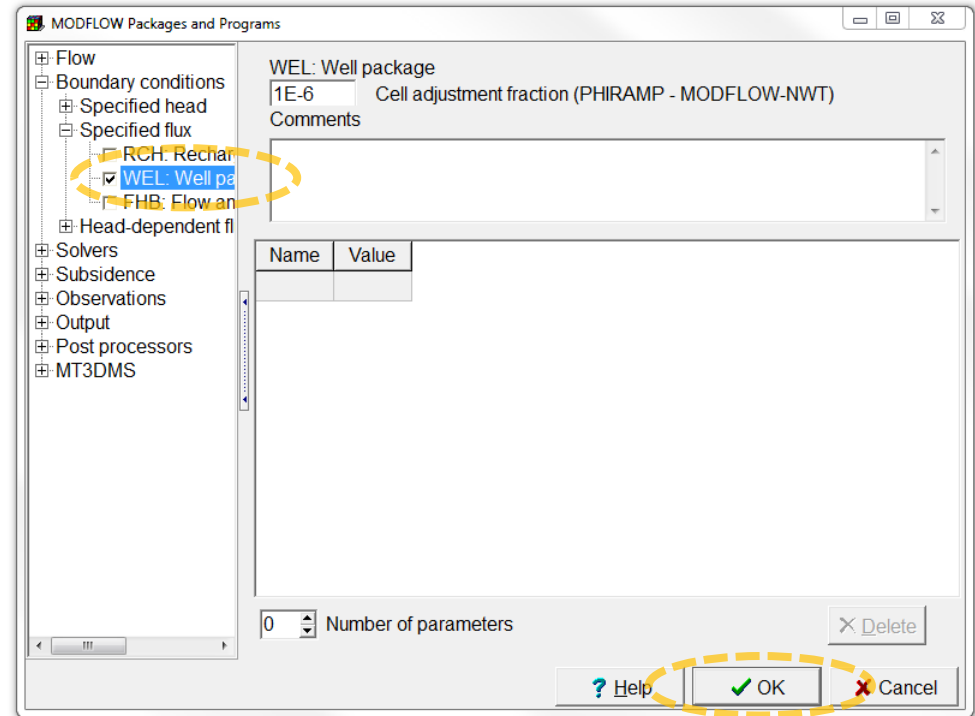 MODFLOW Packages and Programs
Flow
Boundary conditions
Specified head
Specified flux
RCH: Rechar
WEL: Well pa
FHB: Flow an
Head-dependent fl
Solvers
Subsidence
Observations
Output
Post processors
MT3DMS
WEL: Well package
1E-6 Cell adjustment fraction (PHIRAMP - MODFLOW-NWT)
Comments
Name Value
0 Number of parameters
Delete
? Help
OK
Cancel